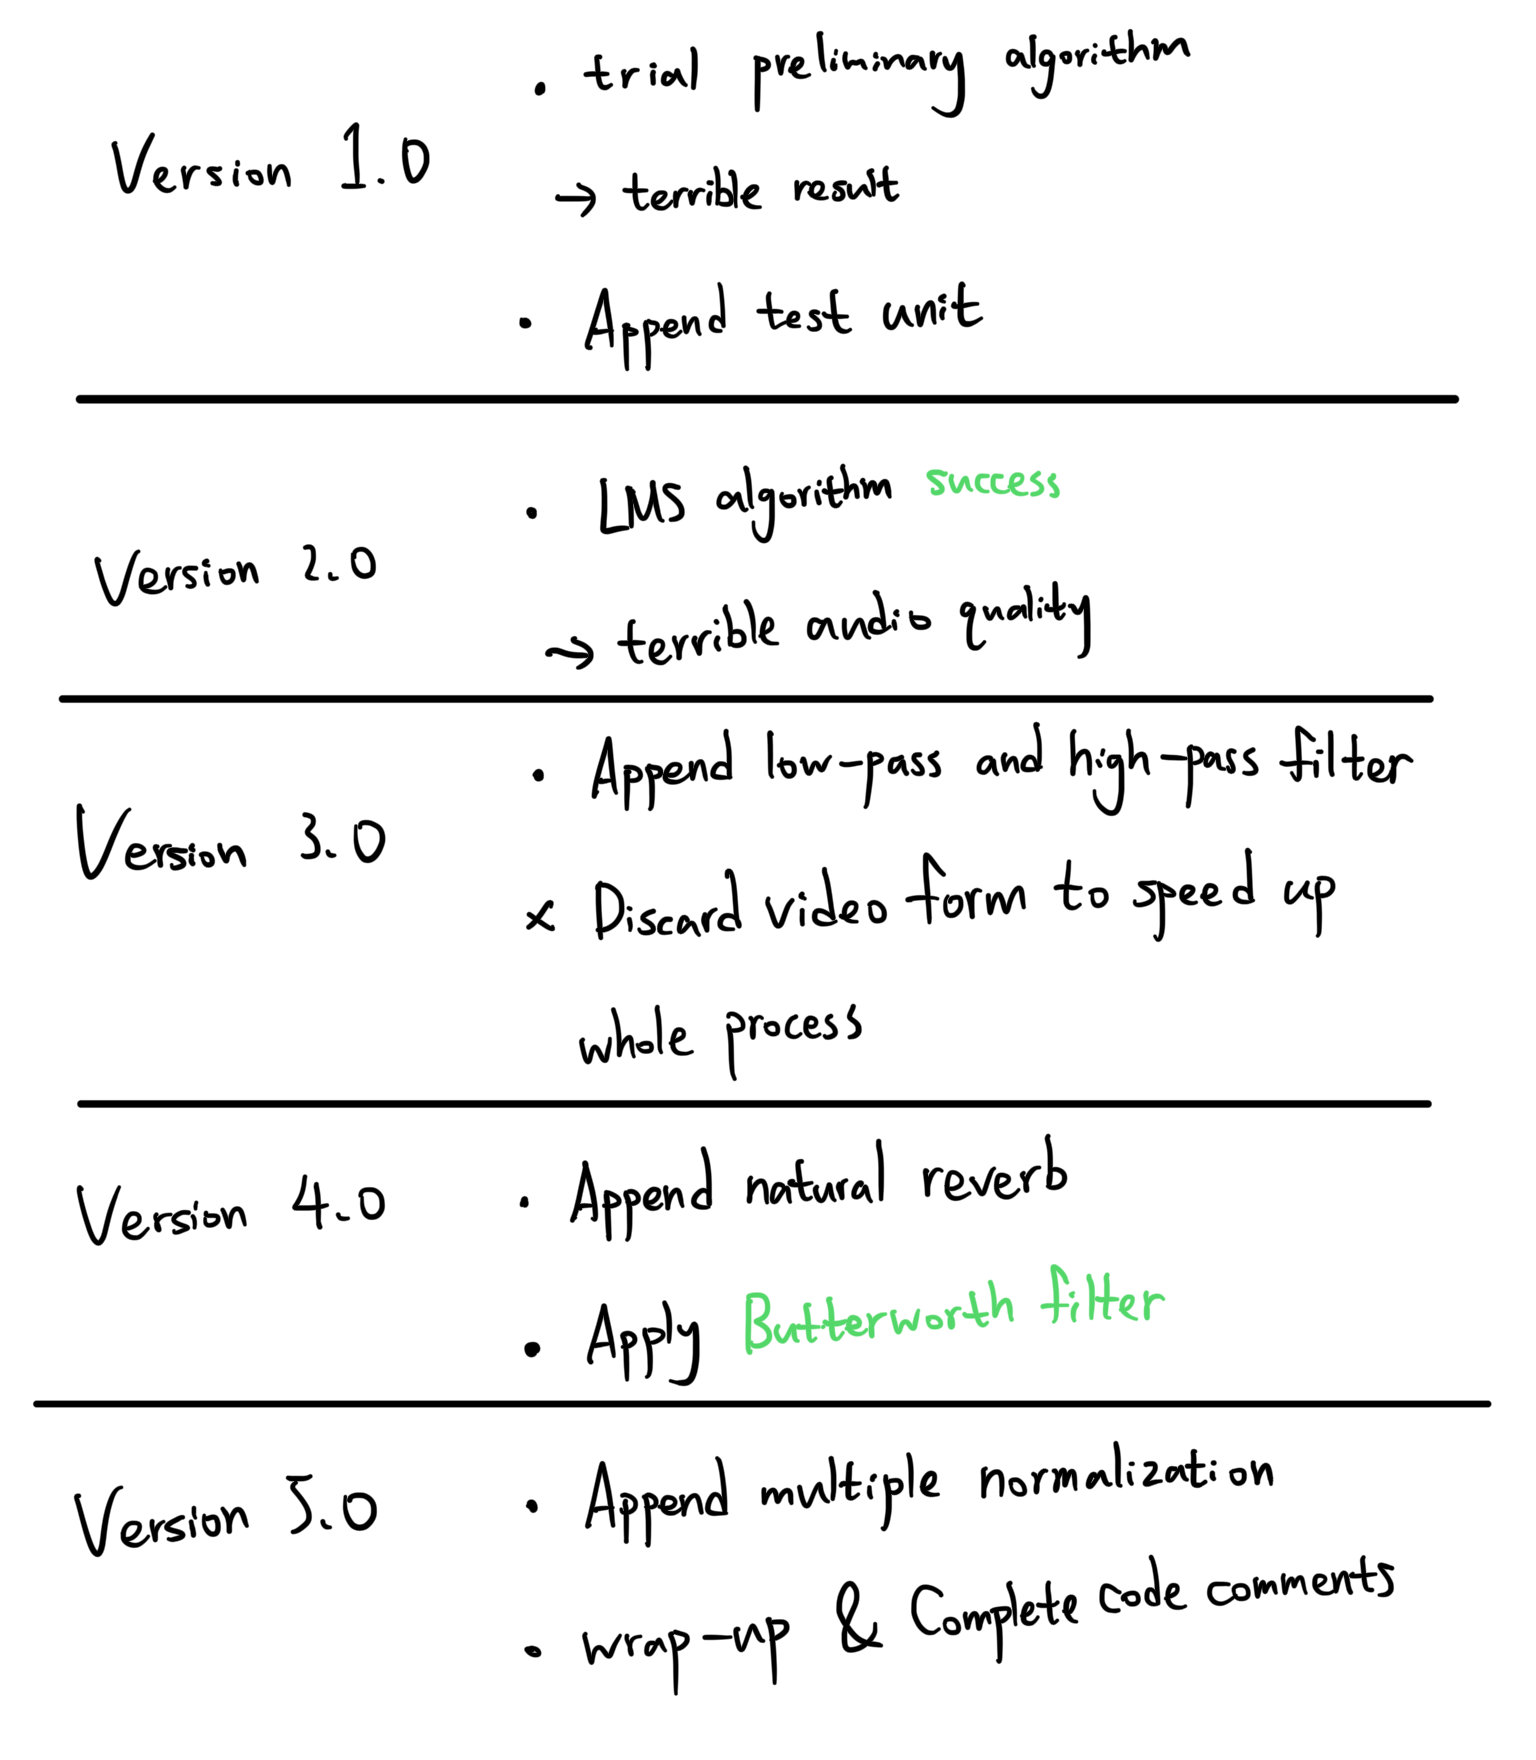 • trial preliminary algorithm
Version 1.0
→ terrible result
• Append test unit
• LMS algorithm success
Version 2.0
→ terrible audio quality
• Append low-pass and high-pass filter
Version 3.0
x Discard video form to speed up
whole process
Version 4.0 • Append natural reverb
• Apply Butterworth filter
Version 5.0 • Append multiple normalization
• wrap-up & Complete code comments